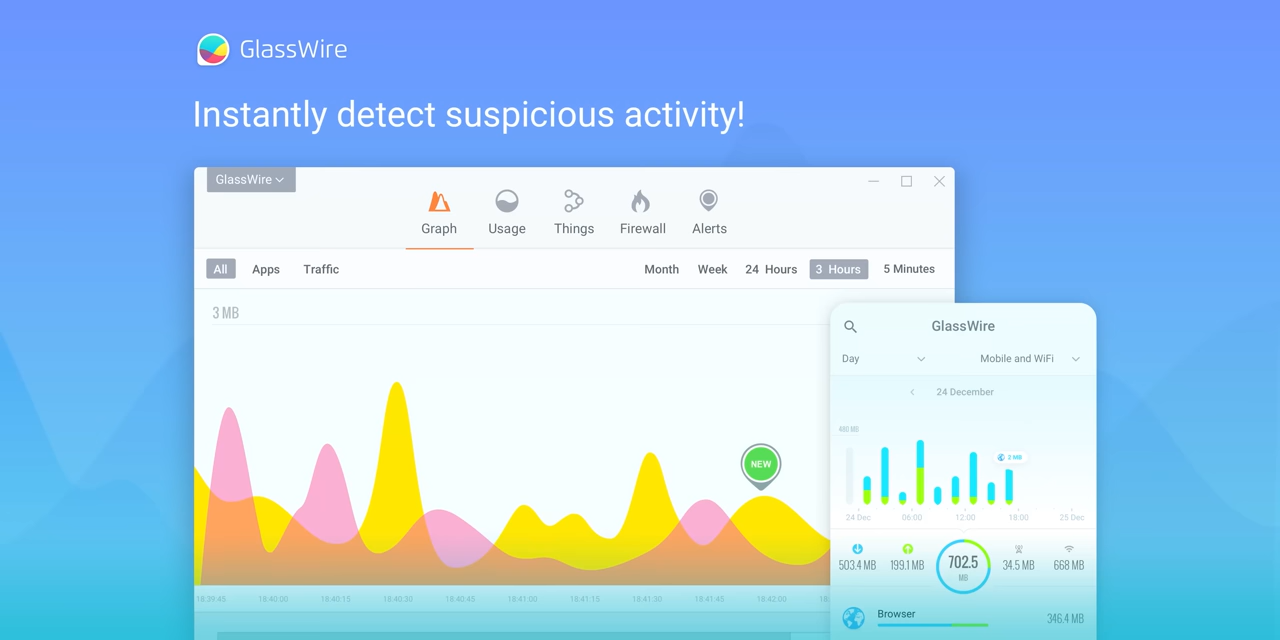 GlassWire
Instantly detect suspicious activity!
GlassWire
Graph
Usage
Things
Firewall
Alerts
All
Apps
Traffic
Month
Week
24 Hours
3 Hours
5 Minutes
3 MB
NEW
18:39:45
18:40:00
18:40:15
18:40:30
18:40:45
18:41:00
18:41:15
18:41:30
18:41:45
18:42:00
18:
GlassWire
Day
Mobile and WiFi
24 December
480 MB
2 MB
24 Dec
06:00
12:00
18:00
25 Dec
503.4 MB
199.1 MB
702.5
MB
34.5 MB
668 MB
Browser
346.4 MB